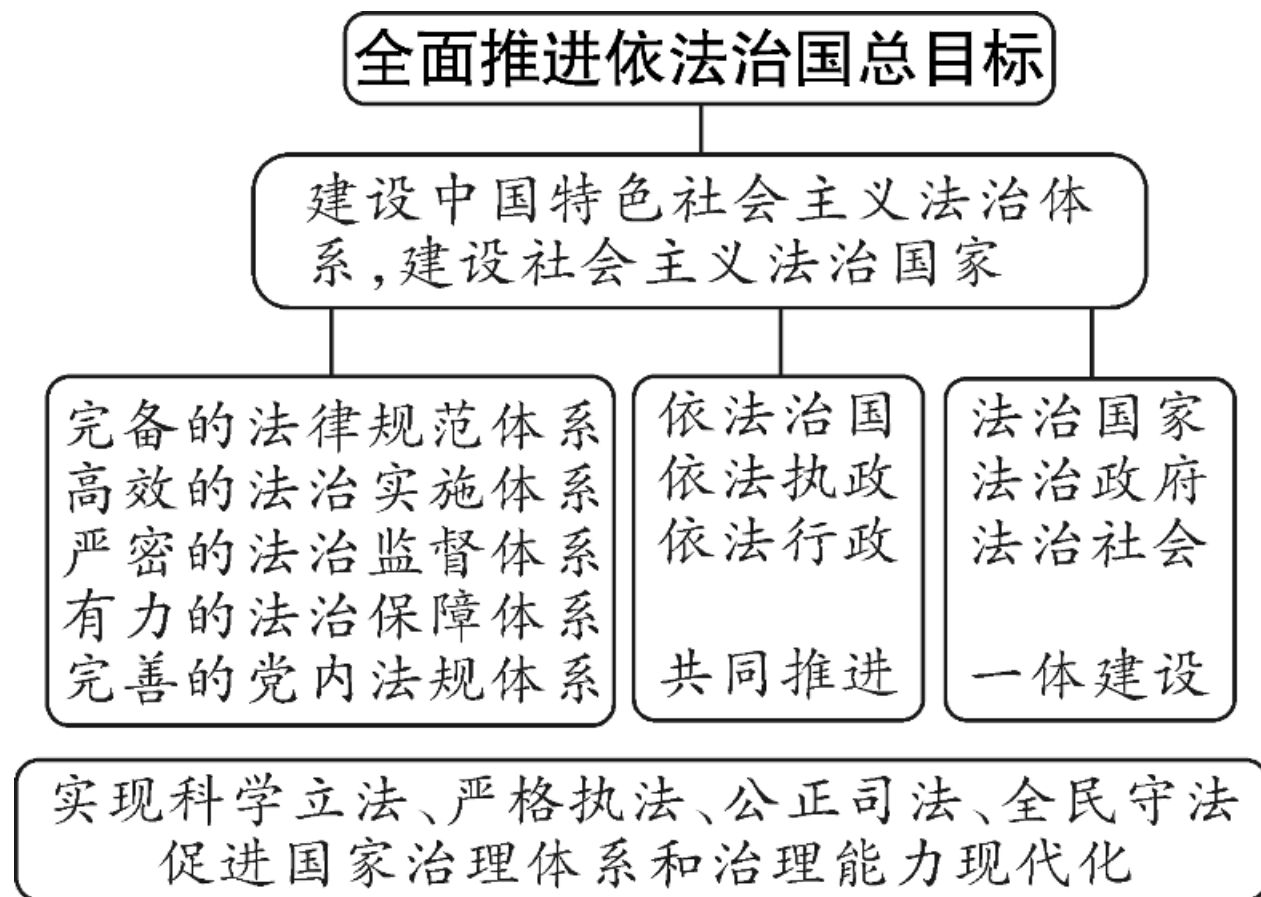 全面推进依法治国总目标
建设中国特色社会主义法治体
系,建设社会主义法治国家
完备的法律规范体系
高效的法治实施体系
严密的法治监督体系
有力的法治保障体系
完善的党内法规体系
依法治国
依法执政
依法行政
共同推进
法治国家
法治政府
法治社会
一体建设
实现科学立法、严格执法、公正司法、全民守法
促进国家治理体系和治理能力现代化